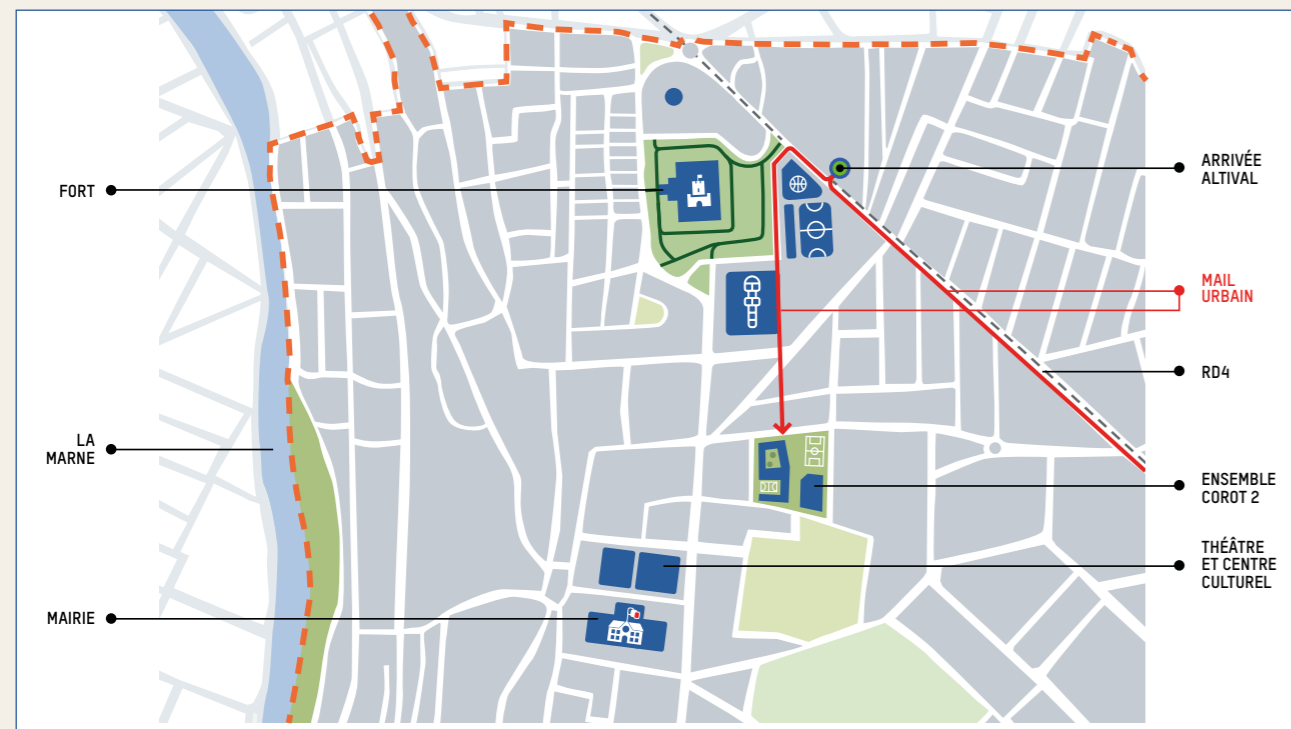 FORT
LA
MARNE
MAIRIE
ARRIVÉE
ALTIVAL
MAIL
URBAIN
RD4
ENSEMBLE
COROT 2
THÉÂTRE
ET CENTRE
CULTUREL